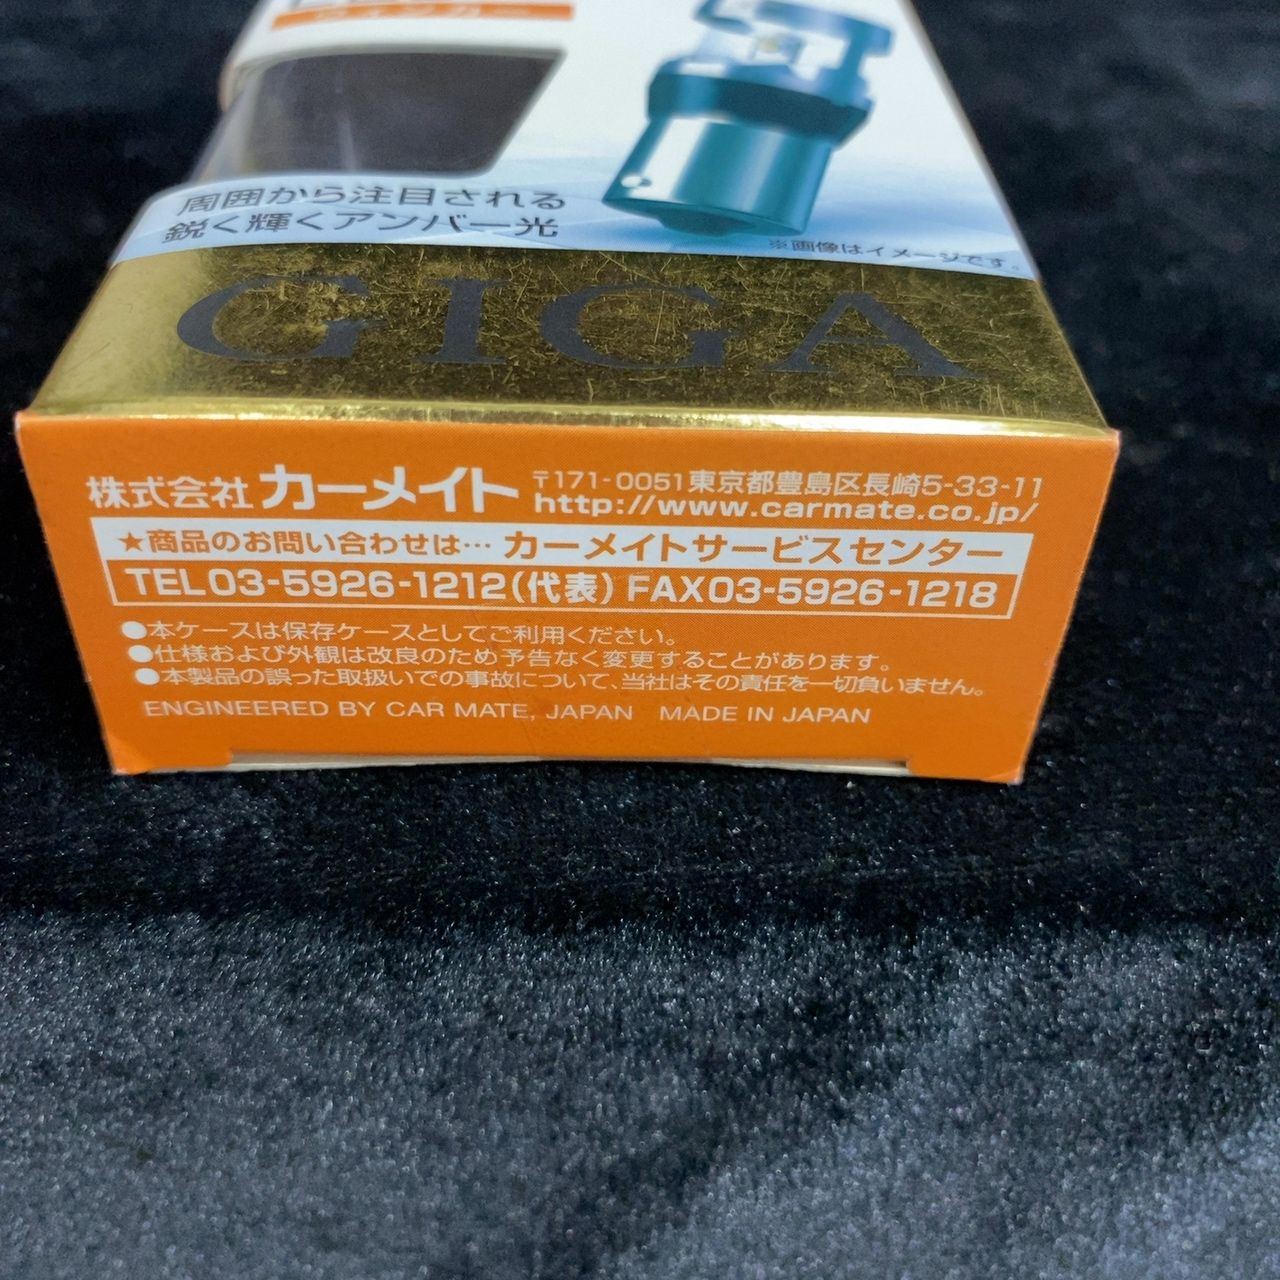 ウィンカー
周囲から注目される
鋭く輝くアンバー光
※画像はイメージです。
GIGA
株式会社 カーメイト 〒171-0051東京都豊島区長崎5-33-11
http://www.carmate.co.jp/
★商品のお問い合わせは… カーメイトサービスセンター
TEL03-5926-1212(代表) FAX03-5926-1218
●本ケースは保存ケースとしてご利用ください。
●仕様および外観は改良のため予告なく変更することがあります。
●本製品の誤った取扱いでの事故について、当社はその責任を一切負いません。
ENGINEERED BY CAR MATE, JAPAN MADE IN JAPAN